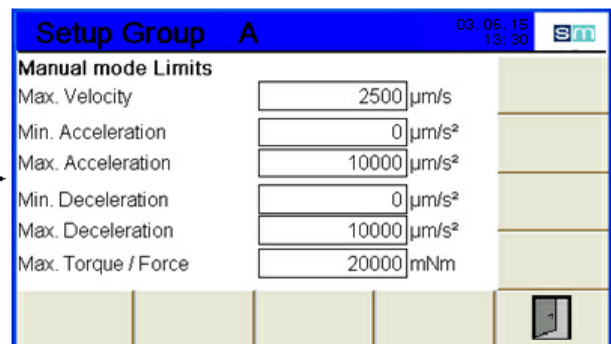 Setup Group A
03. 06. 15
13: 30
sm
Manual mode Limits
Max. Velocity 2500 µm/s
Min. Acceleration 0 µm/s²
Max. Acceleration 10000 µm/s²
Min. Deceleration 0 µm/s²
Max. Deceleration 10000 µm/s²
Max. Torque / Force 20000 mNm